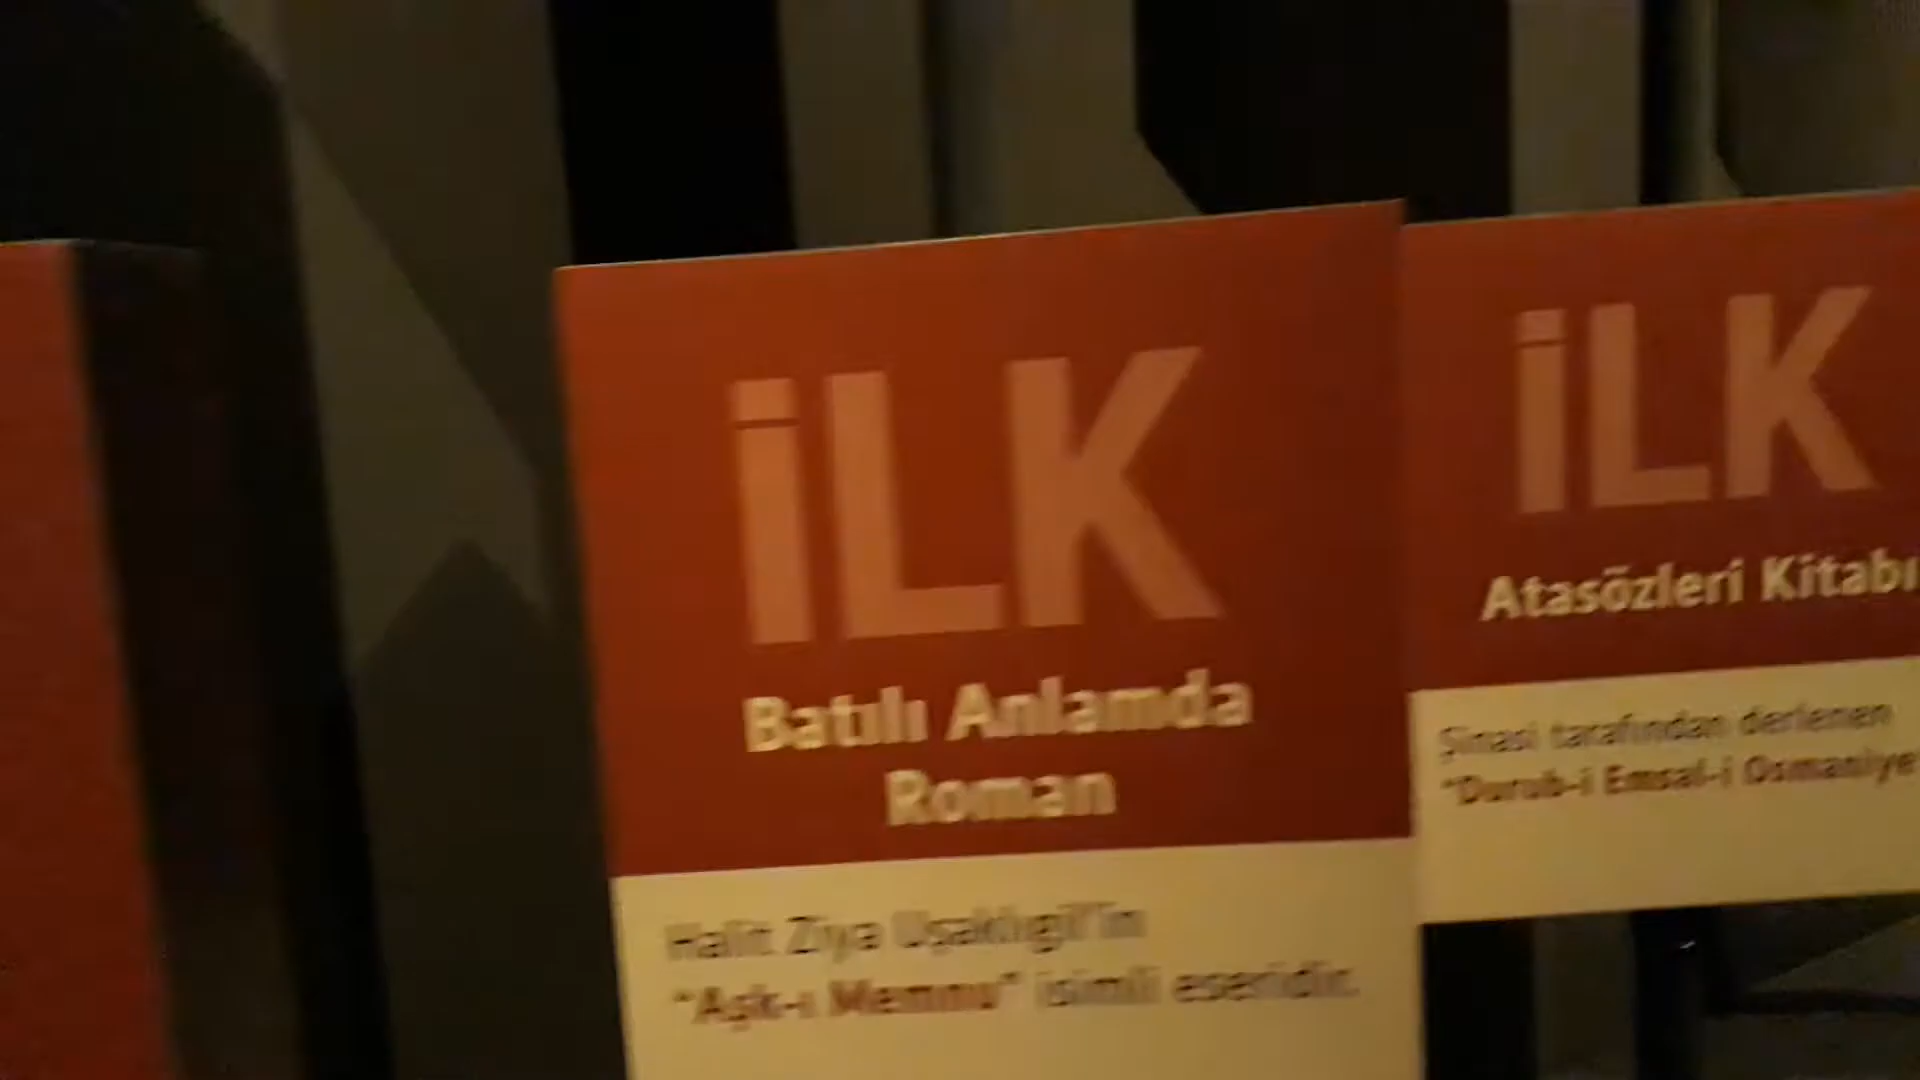 İLK
Batılı Anlamda
Roman
Halit Ziya Uşaklıgil'in
"Aşk-ı Memnu" isimli eseridir.
İLK
Atasözleri Kitabı
Şinasi tarafından derlenen
"Durub-i Emsal-i Osmaniye"